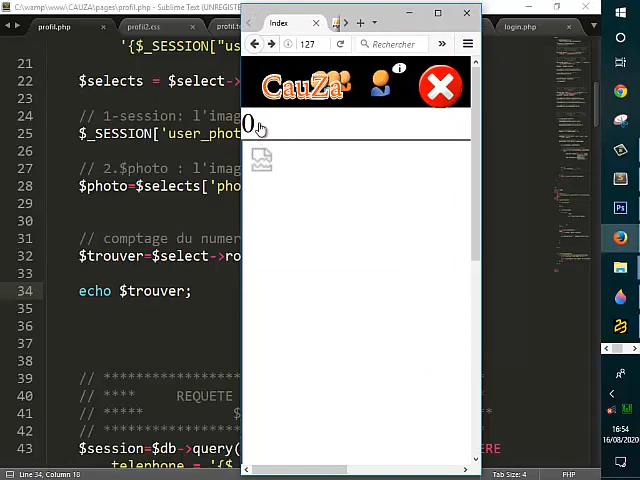 C:\wamp\www\CAUZA\pages\profil.php - Sublime Text (UNREGISTE
profil.php × profil2.css × profil.t login.php ×
Index ×
127
Rechercher
CauZa
0
'{$_SESSION["us
21
22 $selects = $select->
23
24 // 1-session: l'imag
25 $_SESSION['user_phot
26
27 // 2.$photo : l'image
28 $photo=$selects['pho
29
30
31 // comptage du numer
32 $trouver=$select->ro
33
34 echo $trouver;
35
36
37
38
39 // *****************
40 // **** REQUETE
41 // ***** $
42 // *****************
43 $session=$db->query( ERE
telephone = '{$_
Line 34, Column 18
Tab Size: 4 PHP
16:54
16/08/2020